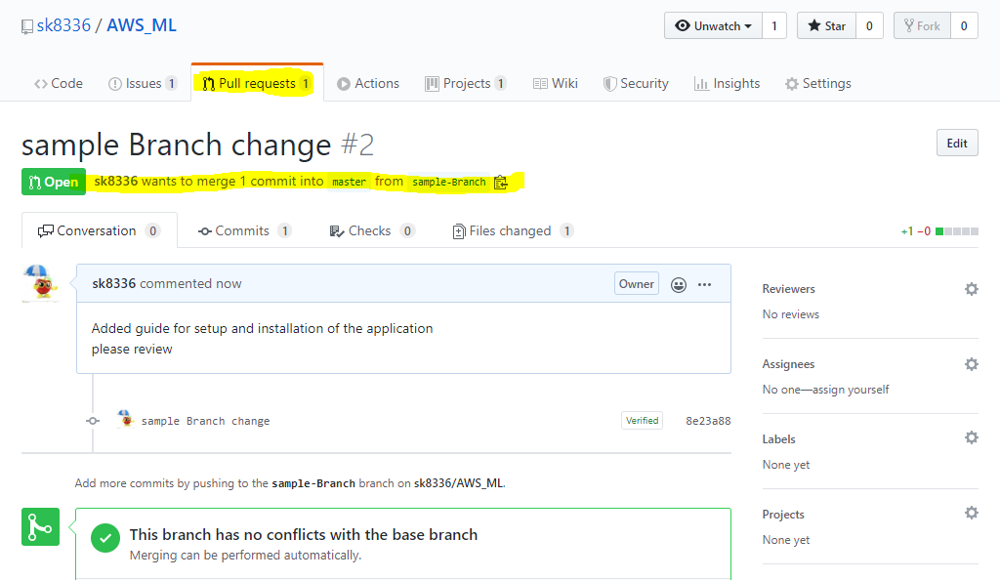 sk8336 / AWS_ML
Unwatch 1 Star 0 Fork 0
Code Issues 1 Pull requests 1 Actions Projects 1 Wiki Security Insights Settings
sample Branch change #2
Edit
Open sk8336 wants to merge 1 commit into master from sample-Branch
Conversation 0 Commits 1 Checks 0 Files changed 1
+1 −0
sk8336 commented now
Owner
Added guide for setup and installation of the application
please review
sample Branch change Verified 8e23a88
Add more commits by pushing to the sample-Branch branch on sk8336/AWS_ML.
This branch has no conflicts with the base branch
Merging can be performed automatically.
Reviewers
No reviews
Assignees
No one—assign yourself
Labels
None yet
Projects
None yet